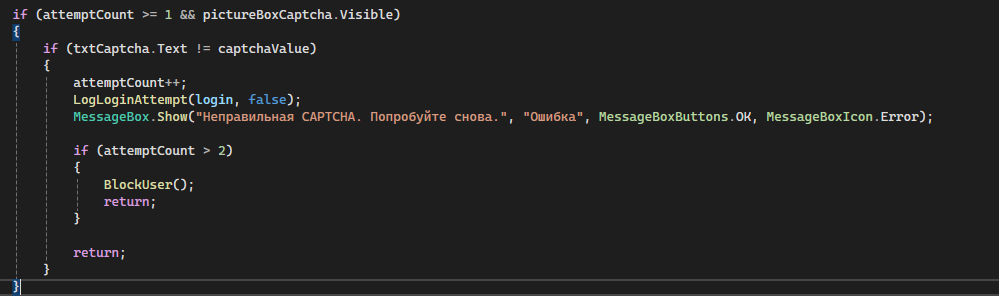 if (attemptCount >= 1 && pictureBoxCaptcha.Visible)
{
if (txtCaptcha.Text != captchaValue)
{
attemptCount++;
LogLoginAttempt(login, false);
MessageBox.Show("Неправильная CAPTCHA. Попробуйте снова.", "Ошибка", MessageBoxButtons.OK, MessageBoxIcon.Error);
if (attemptCount > 2)
{
BlockUser();
return;
}
return;
}
}